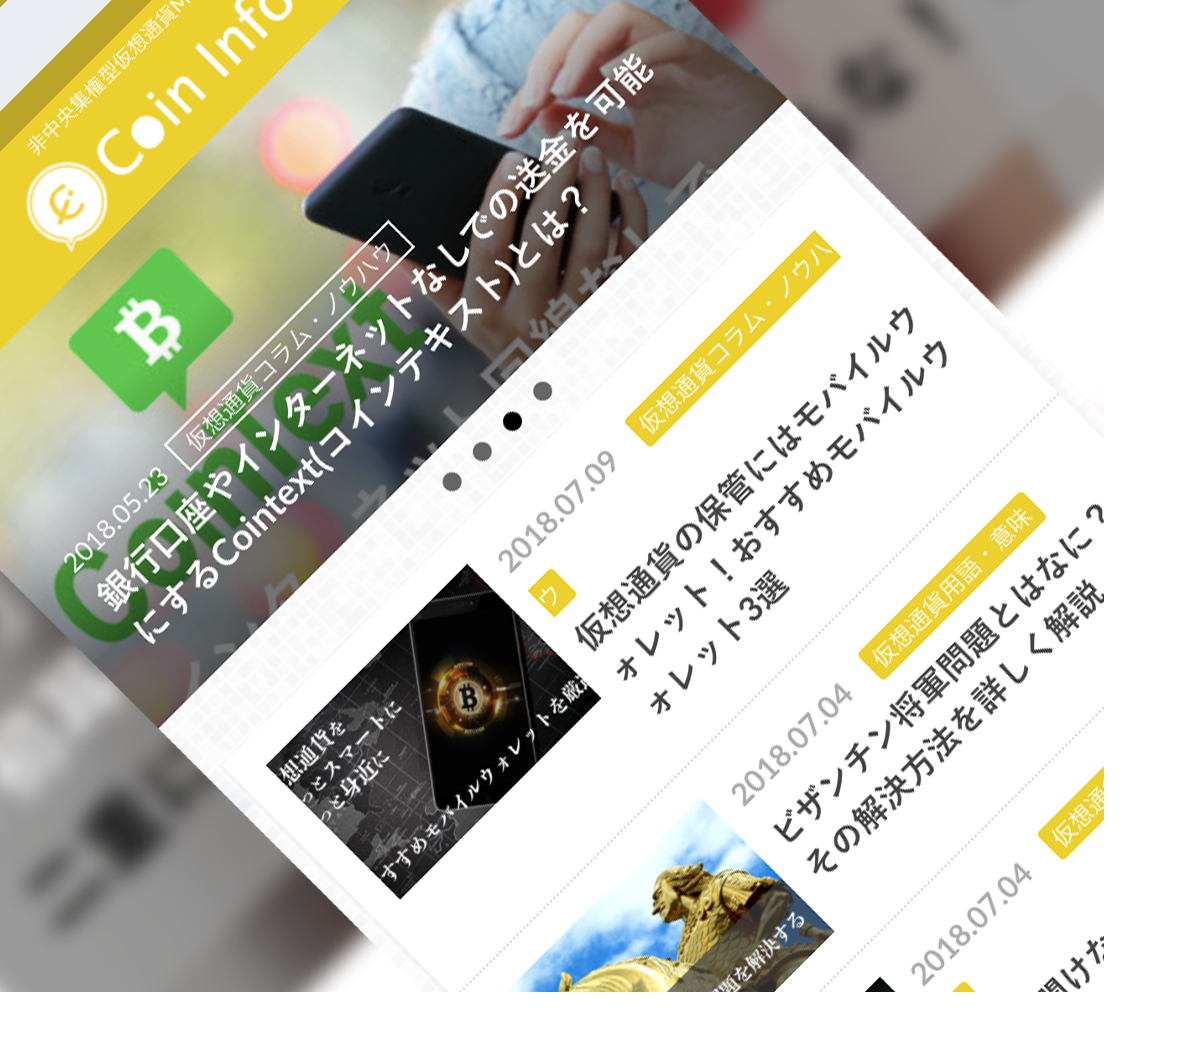 非中央集権型仮想通貨
Coin Info
2018.05.23
仮想通貨コラム・ノウハウ
銀行口座やインターネットなしでの送金を可能
にするCointext(コインテキスト)とは？
Cointext
2018.07.09
仮想通貨コラム・ノウハ
ウ
仮想通貨の保管にはモバイルウ
ォレット！おすすめモバイルウ
ォレット3選
想通貨を
っとスマートに
っと身近に
すすめモバイルウォレットを厳選
2018.07.04
仮想通貨用語・意味
ビザンチン将軍問題とはなに？
その解決方法を詳しく解説
題を解決する
2018.07.04
仮想通